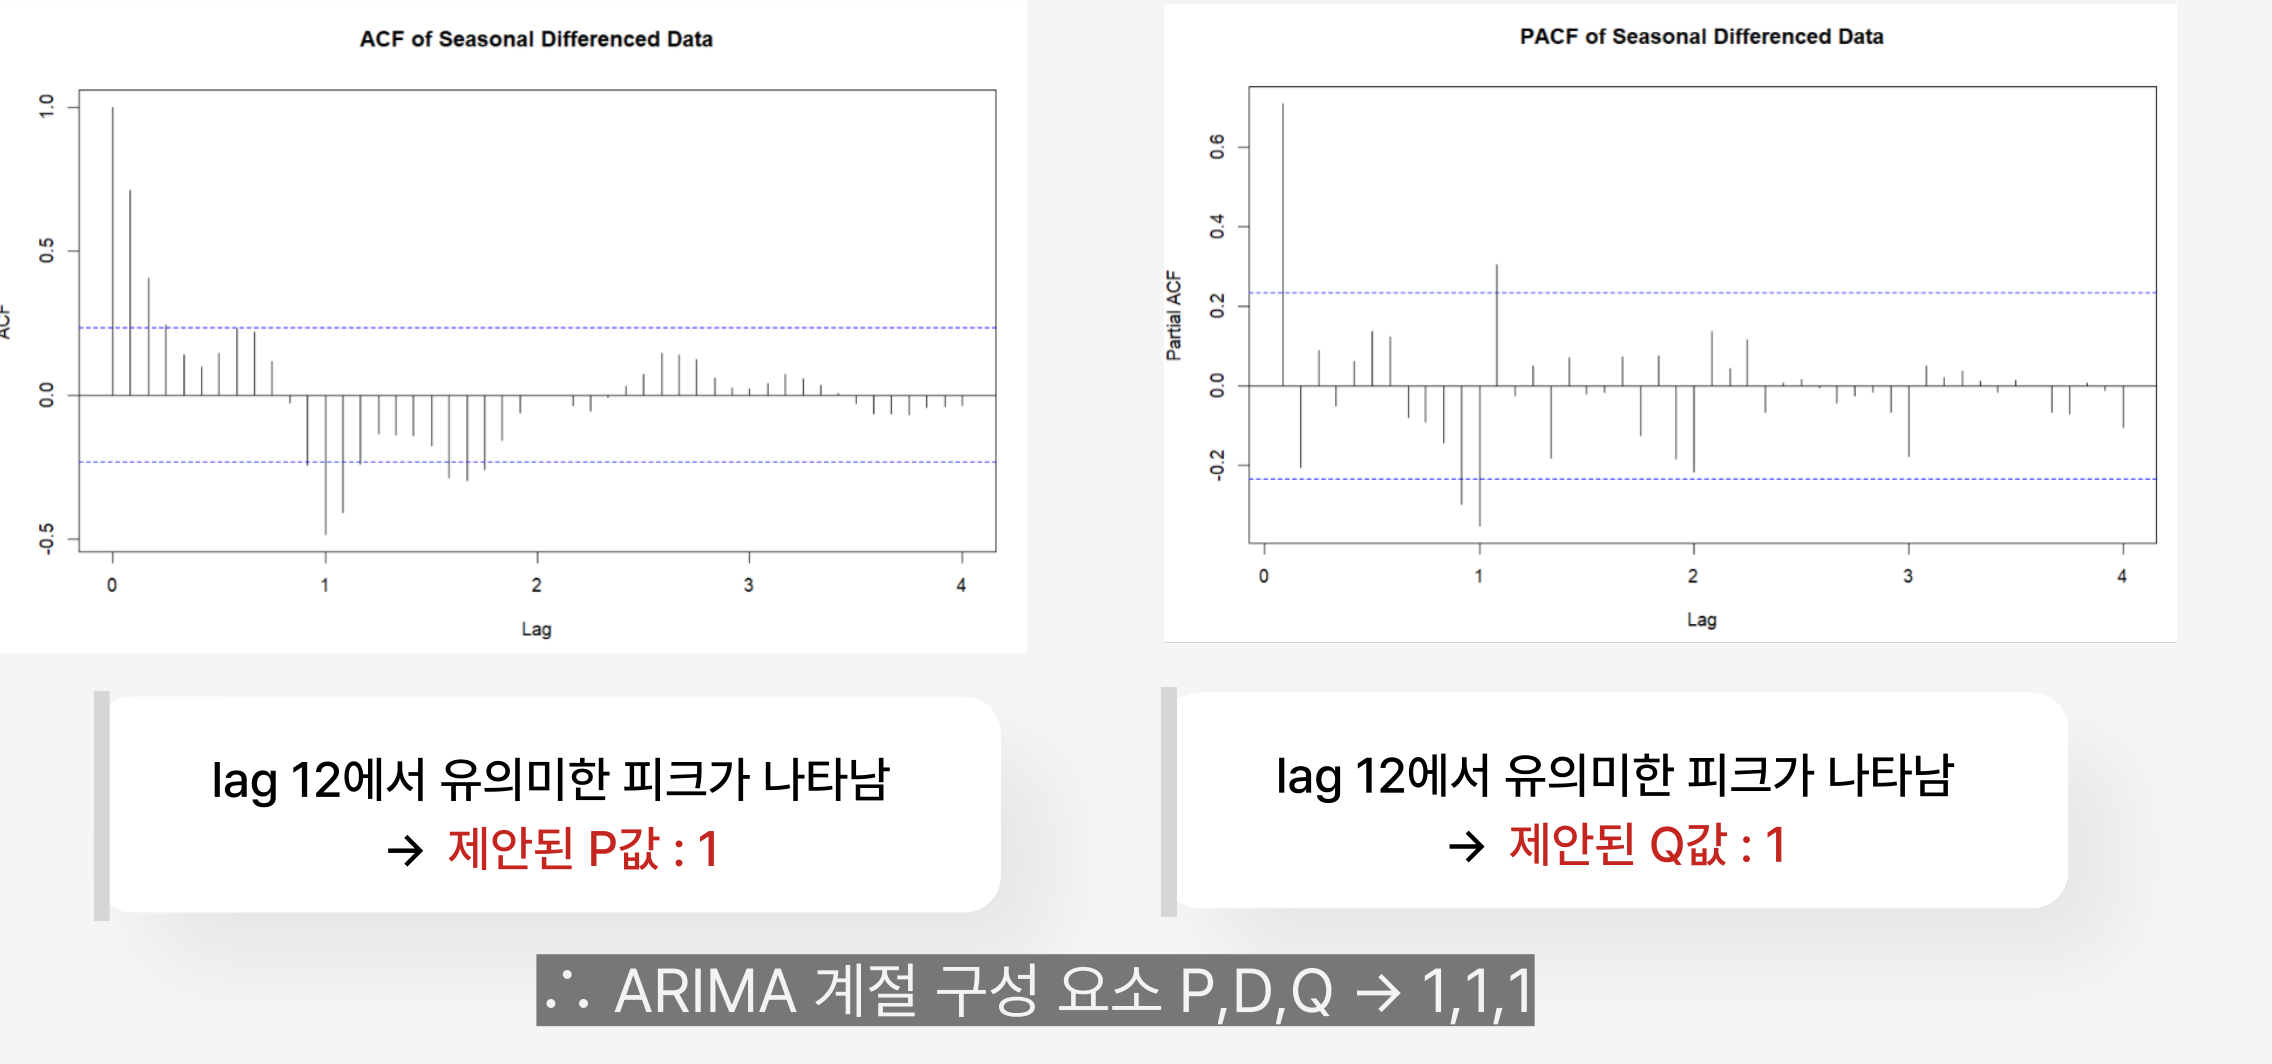 ACF of Seasonal Differenced Data
ACF
1.0
0.5
0.0
-0.5
0 1 2 3 4
Lag
PACF of Seasonal Differenced Data
Partial ACF
0.6
0.4
0.2
0.0
-0.2
0 1 2 3 4
Lag
lag 12에서 유의미한 피크가 나타남
→ 제안된 P값 : 1
lag 12에서 유의미한 피크가 나타남
→ 제안된 Q값 : 1
∴ ARIMA 계절 구성 요소 P,D,Q → 1,1,1